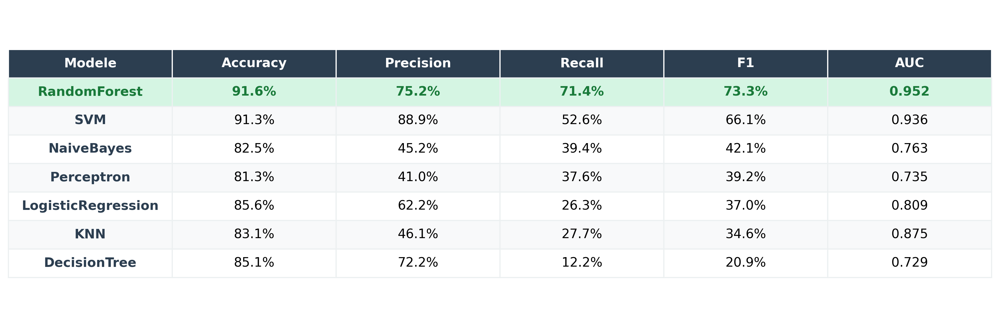 Modele Accuracy Precision Recall F1 AUC
RandomForest 91.6% 75.2% 71.4% 73.3% 0.952
SVM 91.3% 88.9% 52.6% 66.1% 0.936
NaiveBayes 82.5% 45.2% 39.4% 42.1% 0.763
Perceptron 81.3% 41.0% 37.6% 39.2% 0.735
LogisticRegression 85.6% 62.2% 26.3% 37.0% 0.809
KNN 83.1% 46.1% 27.7% 34.6% 0.875
DecisionTree 85.1% 72.2% 12.2% 20.9% 0.729